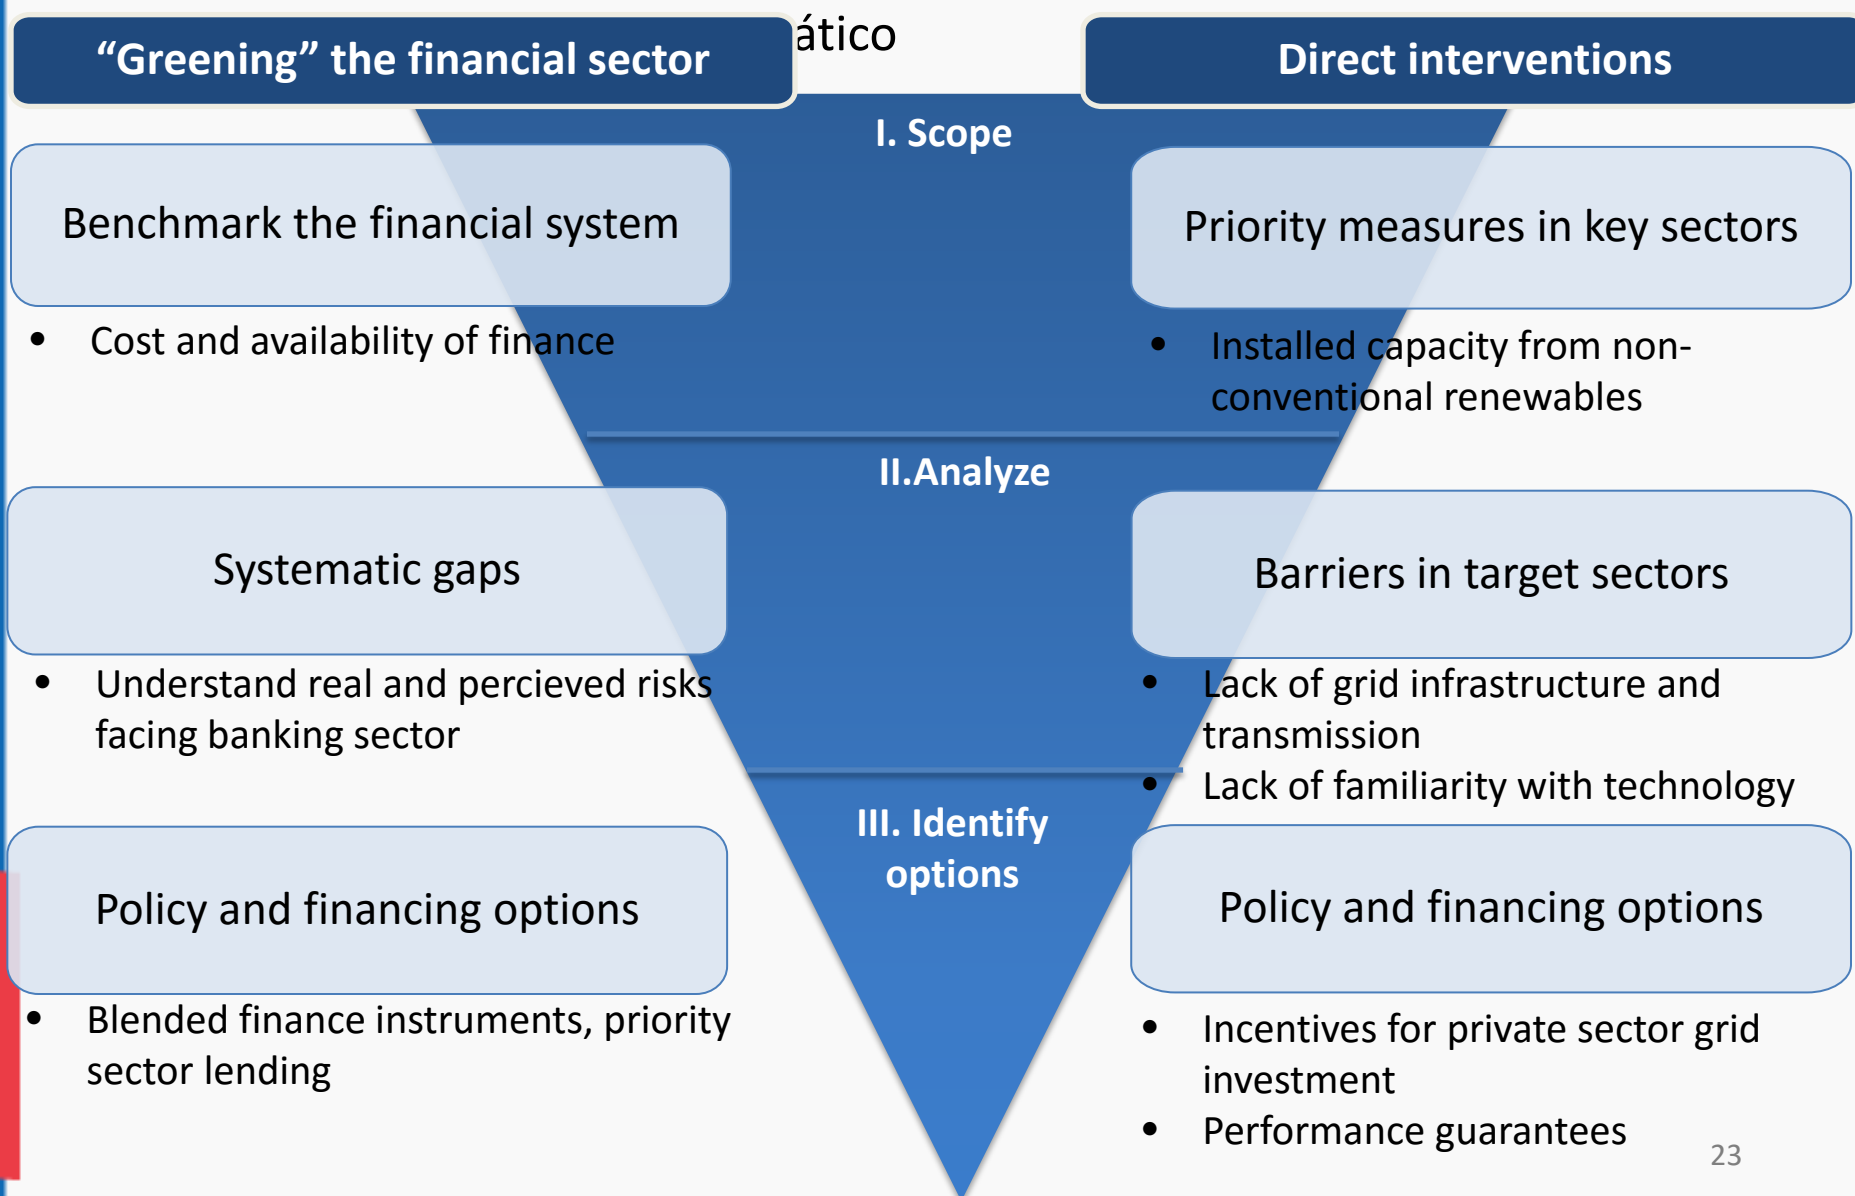 ático
“Greening” the financial sector
Direct interventions
I. Scope
Benchmark the financial system
Priority measures in key sectors
• Cost and availability of finance
• Installed capacity from non-
conventional renewables
II.Analyze
Systematic gaps
Barriers in target sectors
• Understand real and percieved risks
facing banking sector
• Lack of grid infrastructure and
transmission
• Lack of familiarity with technology
III. Identify
options
Policy and financing options
Policy and financing options
• Blended finance instruments, priority
sector lending
• Incentives for private sector grid
investment
• Performance guarantees
23